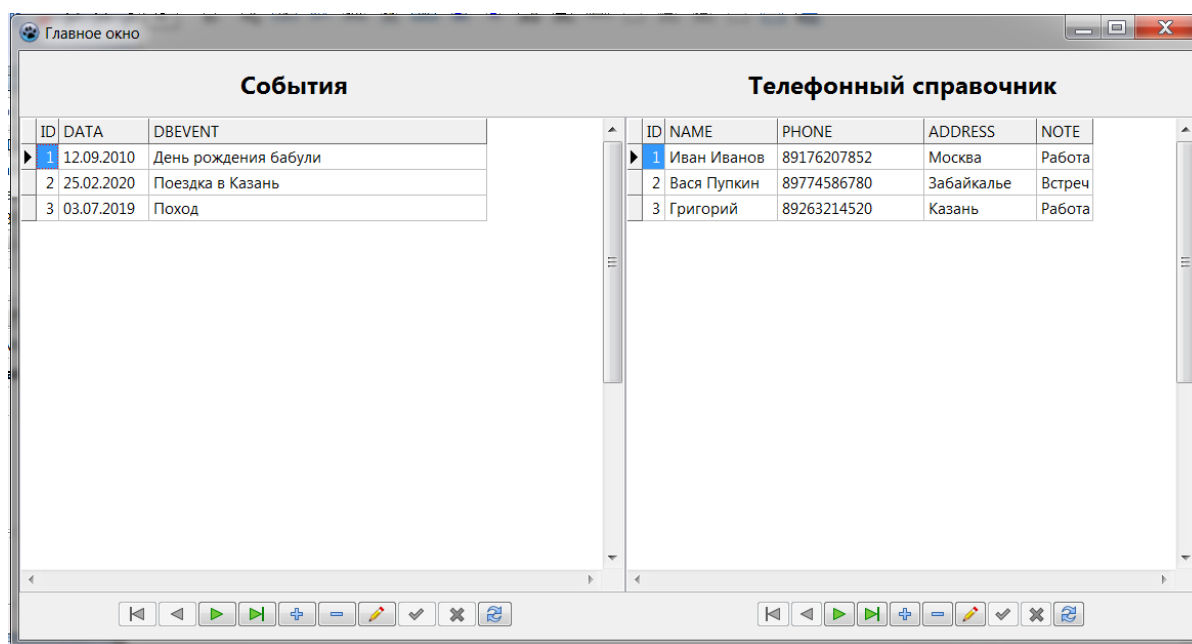 Главное окно
События
Телефонный справочник
ID DATA DBEVENT
1 12.09.2010 День рождения бабули
2 25.02.2020 Поездка в Казань
3 03.07.2019 Поход
ID NAME PHONE ADDRESS NOTE
1 Иван Иванов 89176207852 Москва Работа
2 Вася Пупкин 89774586780 Забайкалье Встреч
3 Григорий 89263214520 Казань Работа